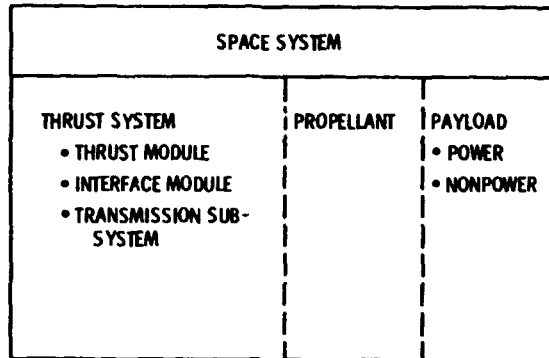 SPACE SYSTEM
THRUST SYSTEM
• THRUST MODULE
• INTERFACE MODULE
• TRANSMISSION SUB-
SYSTEM
PROPELLANT
PAYLOAD
• POWER
• NONPOWER